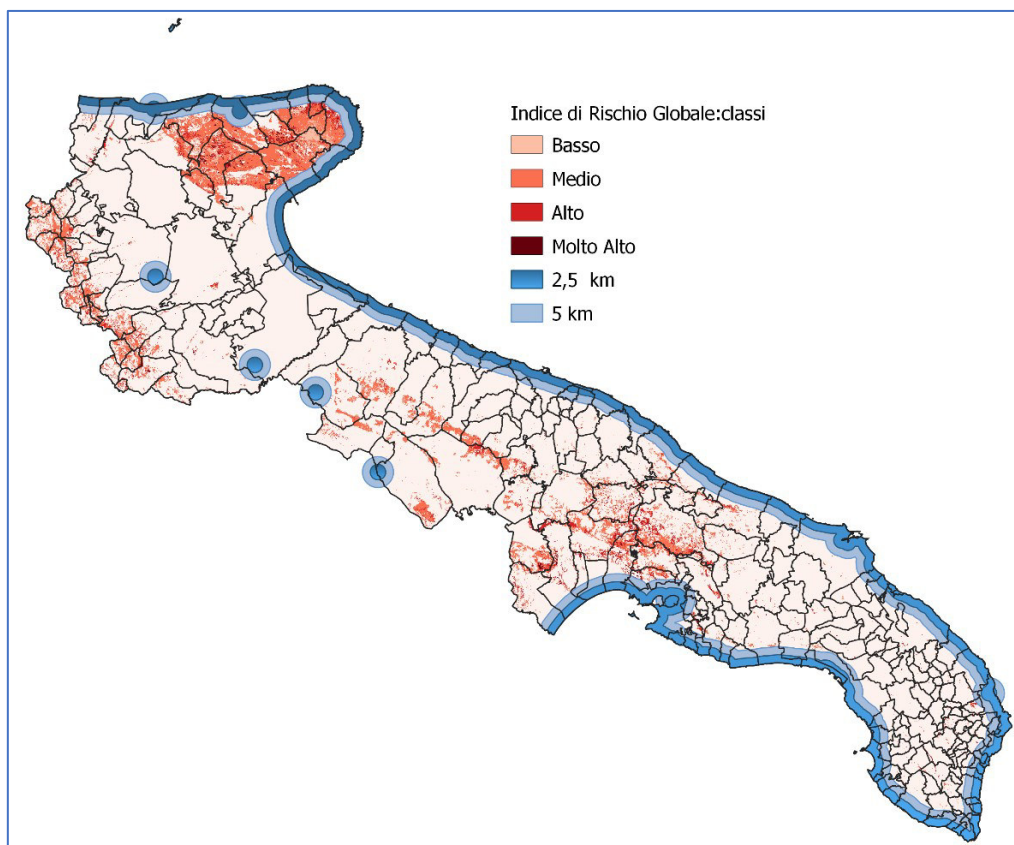 Indice di Rischio Globale:classi
Basso
Medio
Alto
Molto Alto
2,5 km
5 km